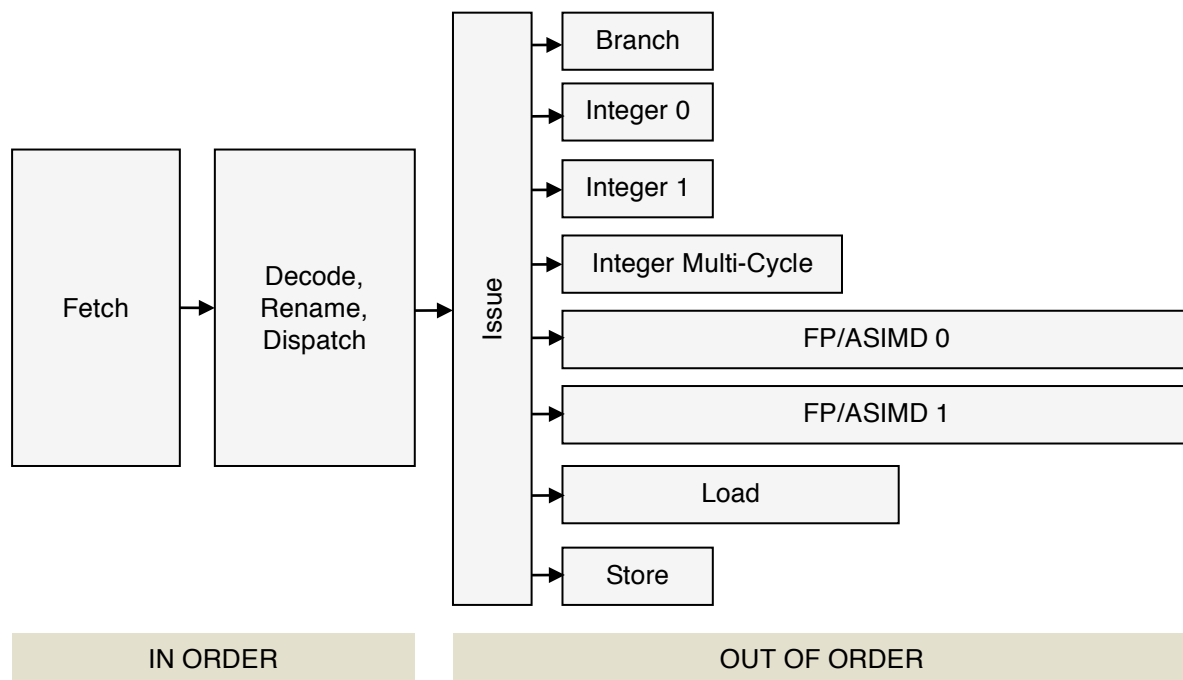 Fetch
Decode,
Rename,
Dispatch
Issue
Branch
Integer 0
Integer 1
Integer Multi-Cycle
FP/ASIMD 0
FP/ASIMD 1
Load
Store
IN ORDER
OUT OF ORDER